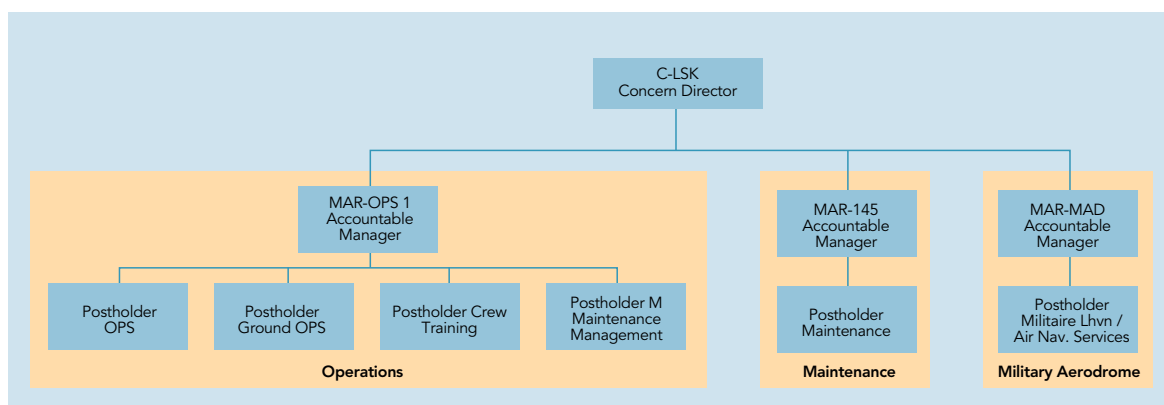 C-LSK
Concern Director
MAR-OPS 1
Accountable
Manager
MAR-145
Accountable
Manager
MAR-MAD
Accountable
Manager
Postholder
OPS
Postholder
Ground OPS
Postholder Crew
Training
Postholder M
Maintenance
Management
Postholder
Maintenance
Postholder
Militaire Lhvn /
Air Nav. Services
Operations
Maintenance
Military Aerodrome